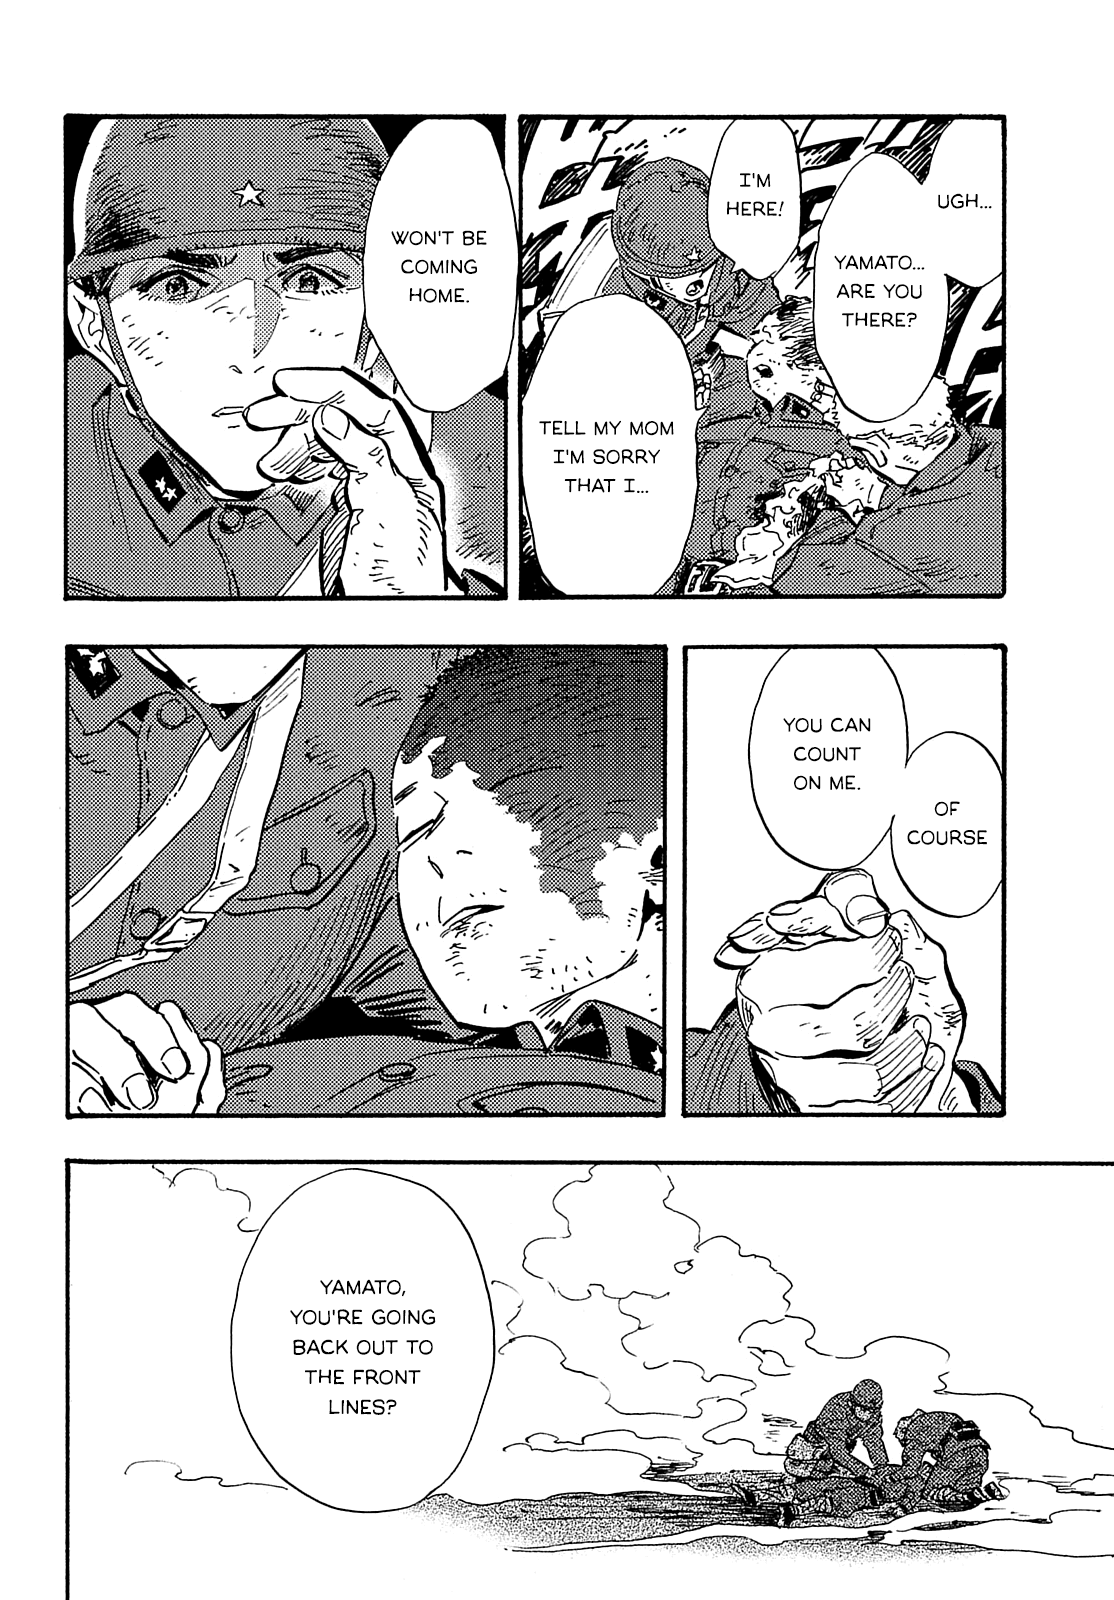 UGH...
YAMATO...
ARE YOU
THERE?
I'M
HERE!
TELL MY MOM
I'M SORRY
THAT I...
WON'T BE
COMING
HOME.
OF
COURSE
YOU CAN
COUNT
ON ME.
YAMATO,
YOU'RE GOING
BACK OUT TO
THE FRONT
LINES?